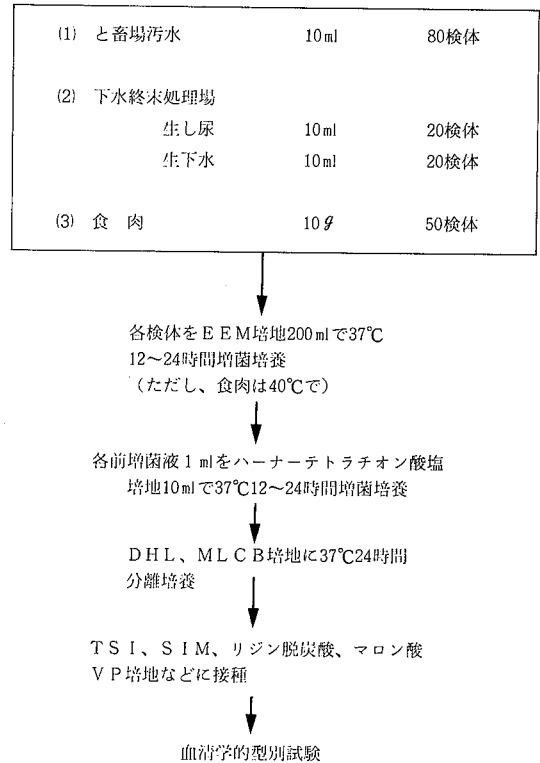 (1) と畜場汚水 10ml 80検体
(2) 下水終末処理場
生し尿 10ml 20検体
生下水 10ml 20検体
(3) 食肉 10g 50検体
各検体をEEM培地200mlで37℃
12〜24時間増菌培養
（ただし、食肉は40℃で）
各前増菌液1mlをハーナーテトラチオン酸塩
培地10mlで37℃12〜24時間増菌培養
DHL、MLCB培地に37℃24時間
分離培養
TSI、SIM、リジン脱炭酸、マロン酸
VP培地などに接種
血清学的型別試験